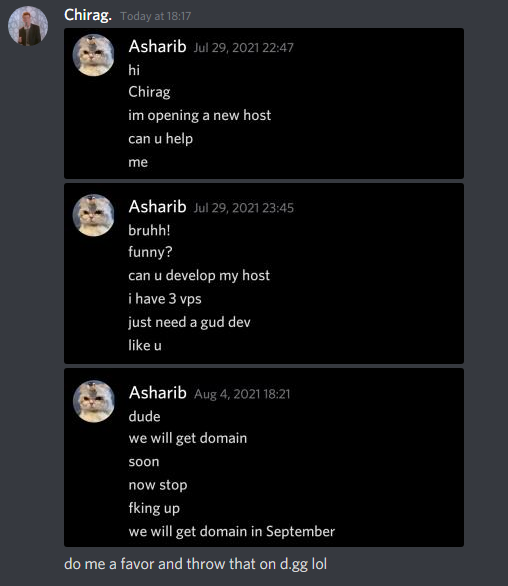 Chirag. Today at 18:17
Asharib Jul 29, 2021 22:47
hi
Chirag
im opening a new host
can u help
me
Asharib Jul 29, 2021 23:45
bruhh!
funny?
can u develop my host
i have 3 vps
just need a gud dev
like u
Asharib Aug 4, 2021 18:21
dude
we will get domain
soon
now stop
fking up
we will get domain in September
do me a favor and throw that on d.gg lol